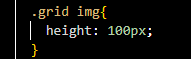 .grid img{
height: 100px;
}